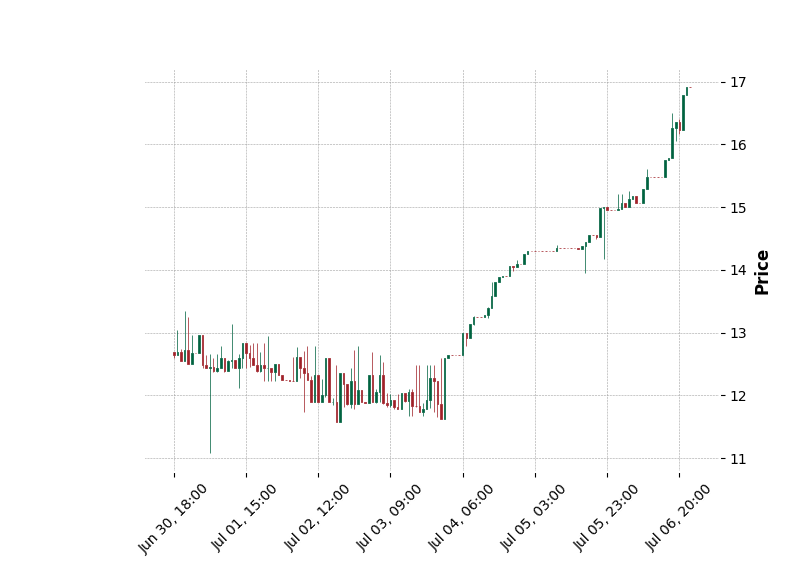 17
16
15
14
13
12
11
Price
Jun 30, 18:00
Jul 01, 15:00
Jul 02, 12:00
Jul 03, 09:00
Jul 04, 06:00
Jul 05, 03:00
Jul 05, 23:00
Jul 06, 20:00